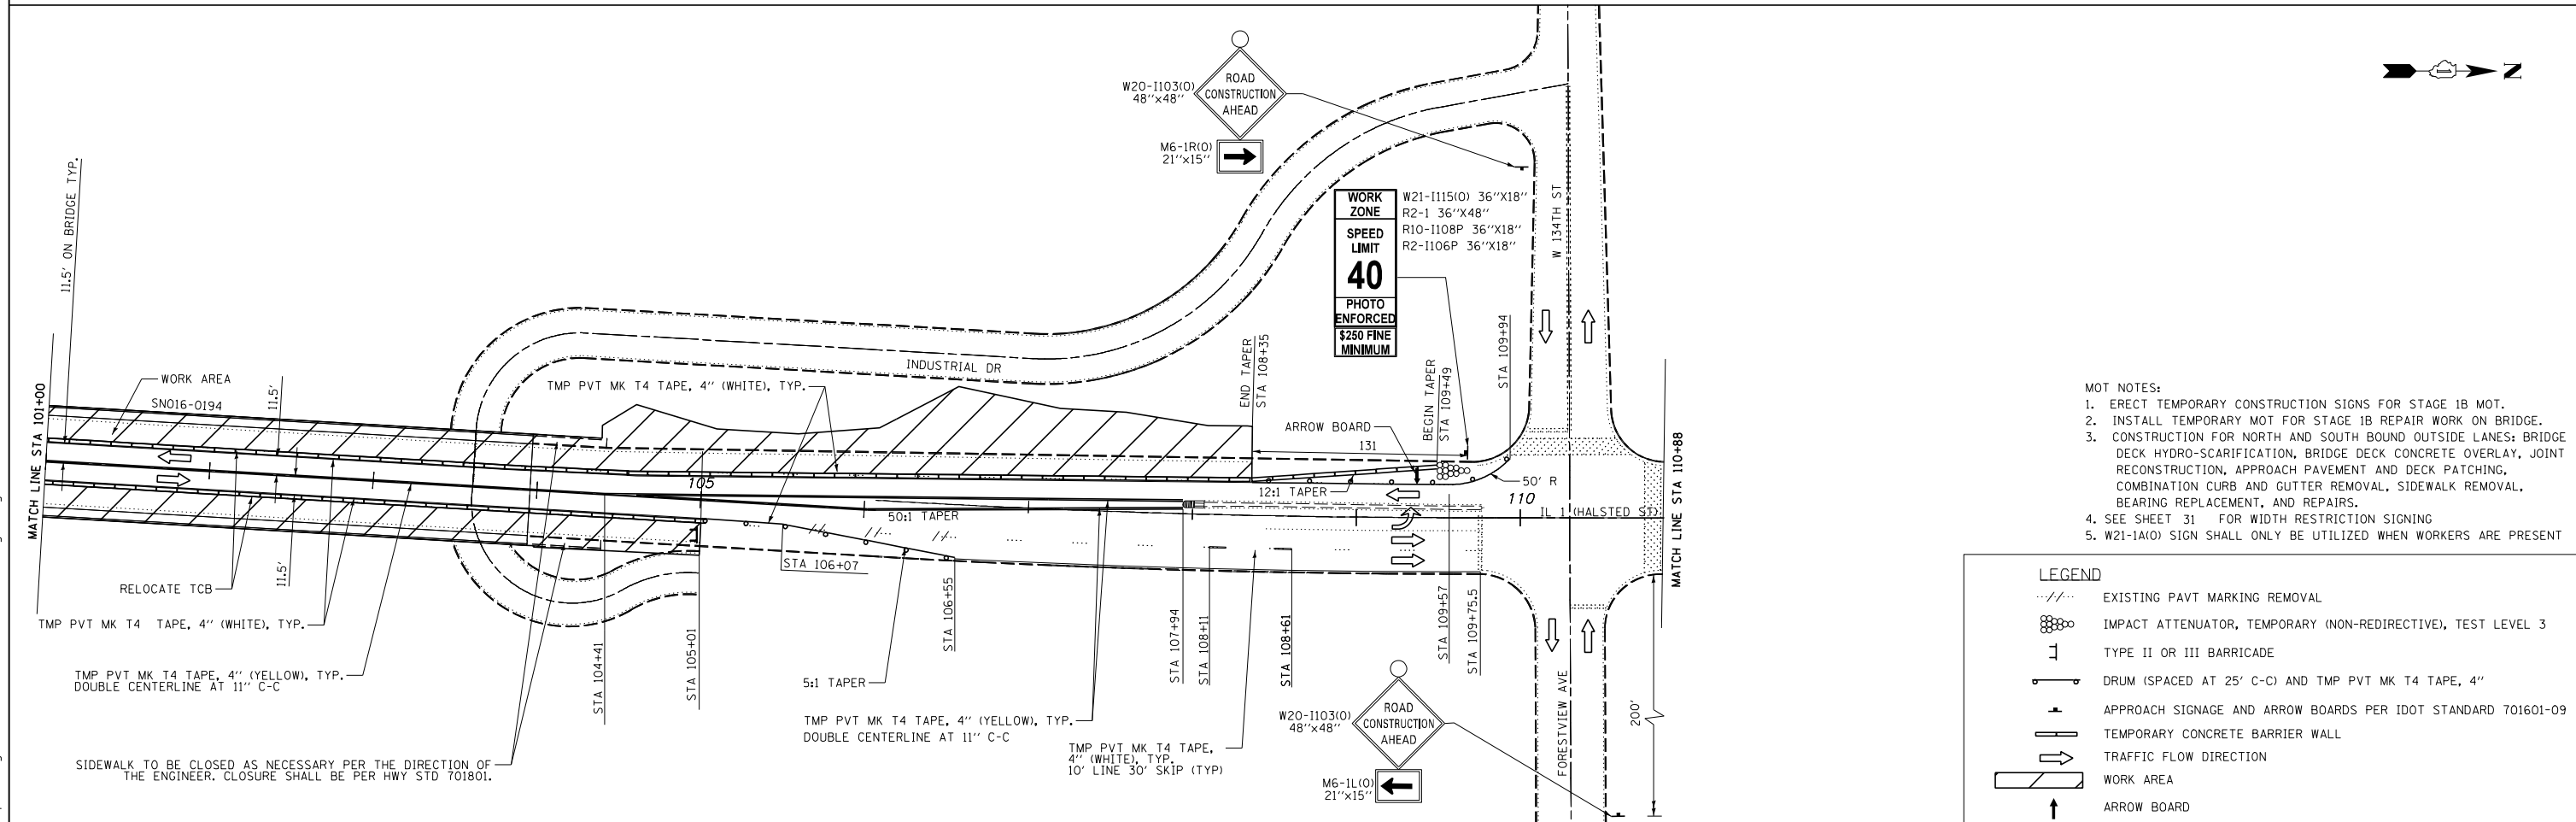 ROAD
CONSTRUCTION
AHEAD
W20-I103(O)
48"x48"
M6-1R(O)
21"x15"
N
WORK
ZONE
SPEED
LIMIT
40
PHOTO
ENFORCED
$250 FINE
MINIMUM
W21-I115(O) 36"X18"
R2-1 36"X48"
R10-I108P 36"X18"
R2-I106P 36"X18"
W 134TH ST
11.5' ON BRIDGE TYP.
MATCH LINE STA 101+00
WORK AREA
SN016-0194
11.5'
INDUSTRIAL DR
TMP PVT MK T4 TAPE, 4" (WHITE), TYP.
END TAPER
STA 108+35
ARROW BOARD
131
BEGIN TAPER
STA 109+49
STA 109+94
12:1 TAPER
50' R
105
110
50:1 TAPER
IL 1 (HALSTED ST)
MATCH LINE STA 110+88
RELOCATE TCB
11.5'
TMP PVT MK T4 TAPE, 4" (WHITE), TYP.
TMP PVT MK T4 TAPE, 4" (YELLOW), TYP.
DOUBLE CENTERLINE AT 11" C-C
SIDEWALK TO BE CLOSED AS NECESSARY PER THE DIRECTION OF
THE ENGINEER. CLOSURE SHALL BE PER HWY STD 701801.
STA 104+41
STA 105+01
STA 106+07
STA 106+55
5:1 TAPER
TMP PVT MK T4 TAPE, 4" (YELLOW), TYP.
DOUBLE CENTERLINE AT 11" C-C
STA 107+94
STA 108+11
STA 108+61
TMP PVT MK T4 TAPE,
4" (WHITE), TYP.
10' LINE 30' SKIP (TYP)
STA 109+57
STA 109+75.5
W20-I103(O)
48"x48"
ROAD
CONSTRUCTION
AHEAD
M6-1L(O)
21"x15"
FORESTVIEW AVE
200'
MOT NOTES:
1. ERECT TEMPORARY CONSTRUCTION SIGNS FOR STAGE 1B MOT.
2. INSTALL TEMPORARY MOT FOR STAGE 1B REPAIR WORK ON BRIDGE.
3. CONSTRUCTION FOR NORTH AND SOUTH BOUND OUTSIDE LANES: BRIDGE
DECK HYDRO-SCARIFICATION, BRIDGE DECK CONCRETE OVERLAY, JOINT
RECONSTRUCTION, APPROACH PAVEMENT AND DECK PATCHING,
COMBINATION CURB AND GUTTER REMOVAL, SIDEWALK REMOVAL,
BEARING REPLACEMENT, AND REPAIRS.
4. SEE SHEET 31 FOR WIDTH RESTRICTION SIGNING
5. W21-1A(O) SIGN SHALL ONLY BE UTILIZED WHEN WORKERS ARE PRESENT
LEGEND
EXISTING PAVT MARKING REMOVAL
IMPACT ATTENUATOR, TEMPORARY (NON-REDIRECTIVE), TEST LEVEL 3
TYPE II OR III BARRICADE
DRUM (SPACED AT 25' C-C) AND TMP PVT MK T4 TAPE, 4"
APPROACH SIGNAGE AND ARROW BOARDS PER IDOT STANDARD 701601-09
TEMPORARY CONCRETE BARRIER WALL
TRAFFIC FLOW DIRECTION
WORK AREA
ARROW BOARD